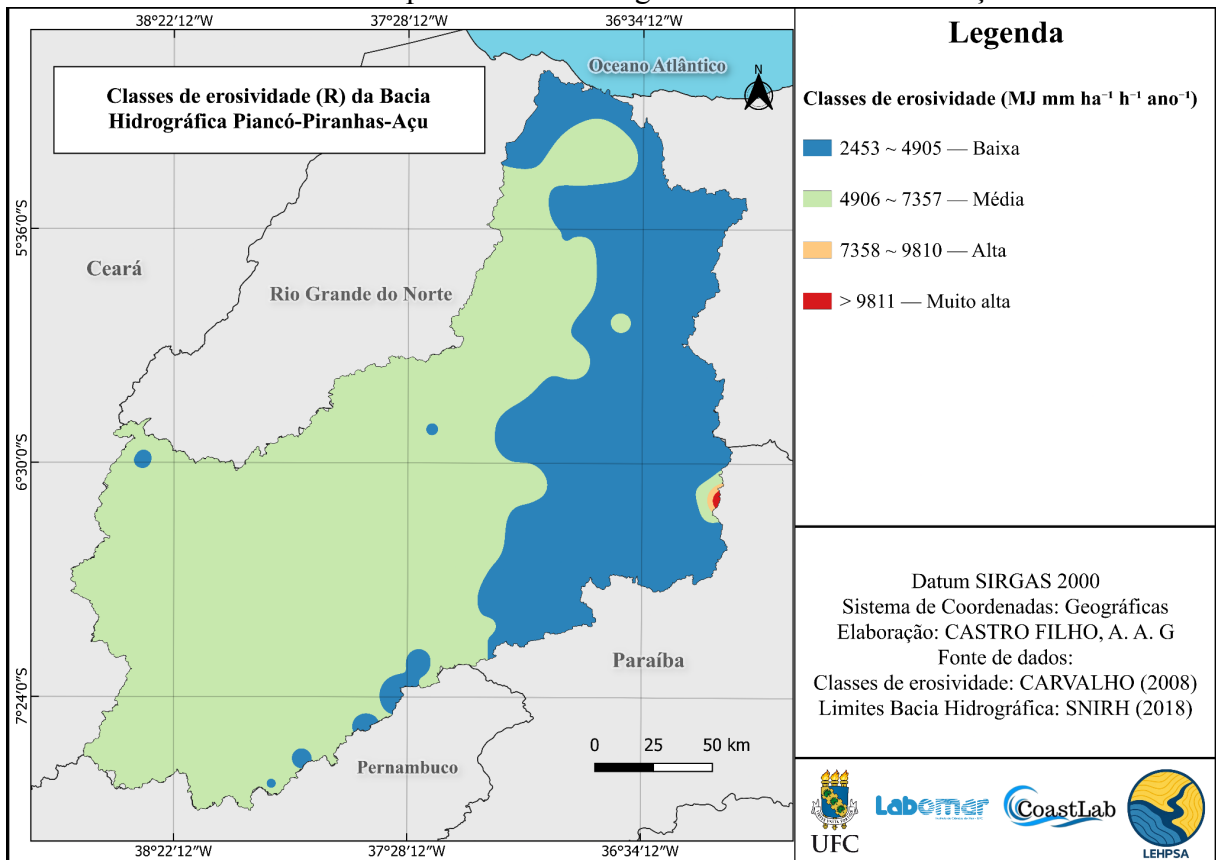 38°22'12"W 37°28'12"W 36°34'12"W
Classes de erosividade (R) da Bacia
Hidrográfica Piancó-Piranhas-Açu
Oceano Atlântico
N
5°36'0"S
Ceará
Rio Grande do Norte
6°30'0"S
Paraíba
7°24'0"S
Pernambuco
0 25 50 km
38°22'12"W 37°28'12"W 36°34'12"W
Legenda
Classes de erosividade (MJ mm ha⁻¹ h⁻¹ ano⁻¹)
2453 ~ 4905 — Baixa
4906 ~ 7357 — Média
7358 ~ 9810 — Alta
> 9811 — Muito alta
Datum SIRGAS 2000
Sistema de Coordenadas: Geográficas
Elaboração: CASTRO FILHO, A. A. G
Fonte de dados:
Classes de erosividade: CARVALHO (2008)
Limites Bacia Hidrográfica: SNIRH (2018)
UFC
Labomar
CoastLab
LEHPSA